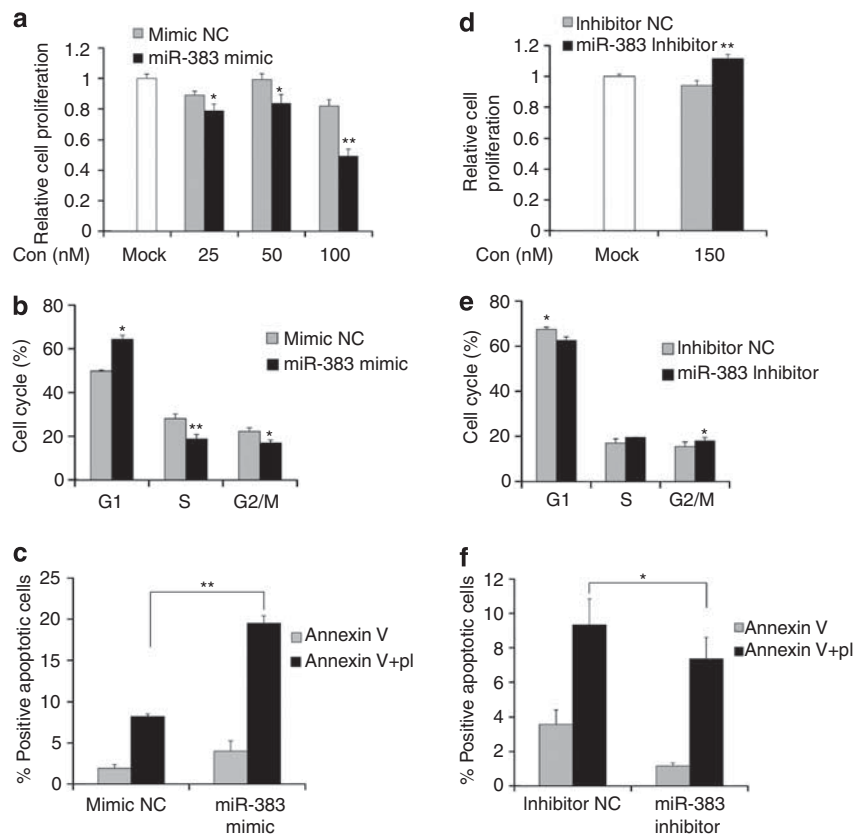 a
Mimic NC
miR-383 mimic
Relative cell proliferation
1.2
1
0.8
0.6
0.4
0.2
0
*
*
**
Con (nM) Mock 25 50 100
b
Mimic NC
miR-383 mimic
Cell cycle (%)
80
60
40
20
0
*
**
*
G1 S G2/M
c
% Positive apoptotic cells
25
20
15
10
5
0
**
Annexin V
Annexin V+pI
Mimic NC miR-383
mimic
d
Inhibitor NC
miR-383 Inhibitor
Relative cell
proliferation
1.2
1
0.8
0.6
0.4
0.2
0
**
Con (nM) Mock 150
e
Inhibitor NC
miR-383 Inhibitor
Cell cycle (%)
80
60
40
20
0
*
*
G1 S G2/M
f
% Positive apoptotic cells
12
10
8
6
4
2
0
*
Annexin V
Annexin V+pI
Inhibitor NC miR-383
inhibitor